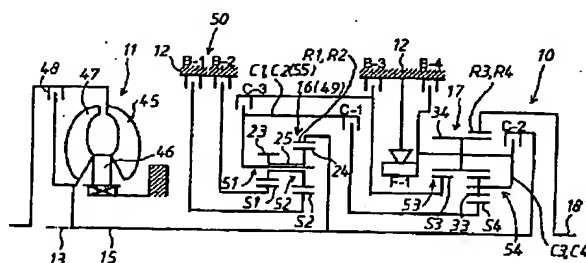 50
11
12
B-1
B-2
R1, R2
C1,C2(55)
16(49)
B-3
12
B-4
R3, R4
10
48
47
45
C-3
C-1
17
34
C-2
23
25
24
46
F-1
51
S1
52
S2
53
S3
33
S4
54
C3,C4
18
13
15